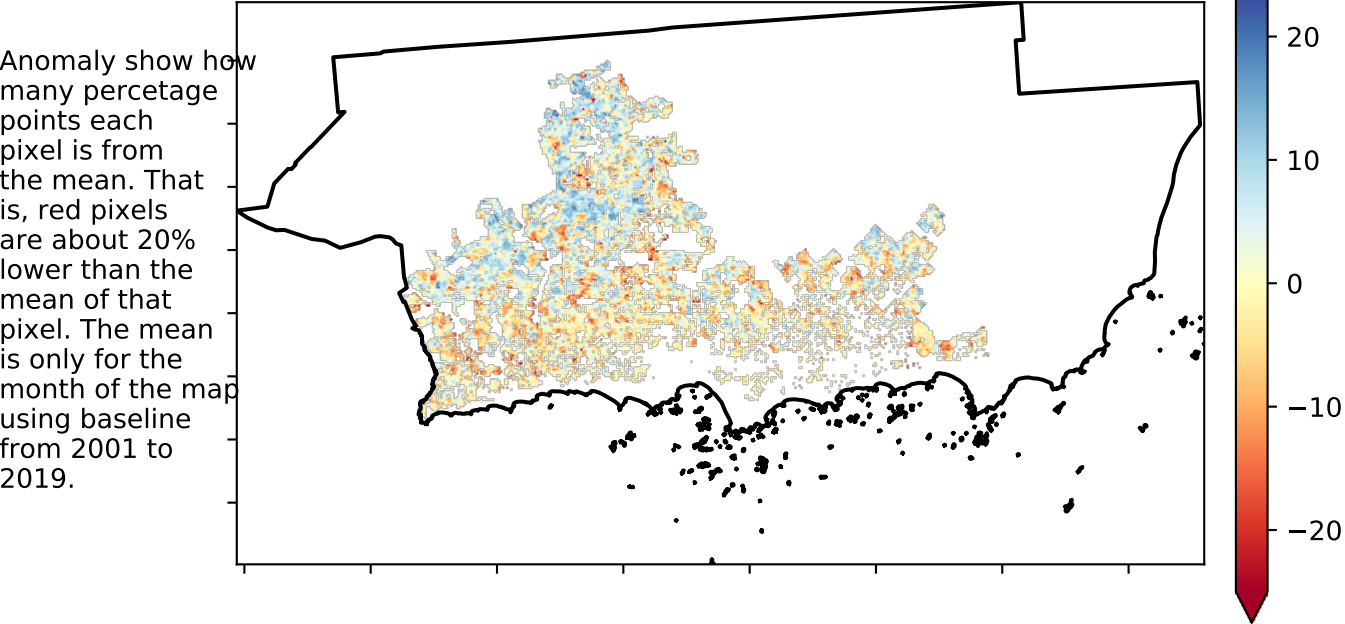 Anomaly show how
many percetage
points each
pixel is from
the mean. That
is, red pixels
are about 20%
lower than the
mean of that
pixel. The mean
is only for the
month of the map
using baseline
from 2001 to
2019.
20
10
0
−10
−20